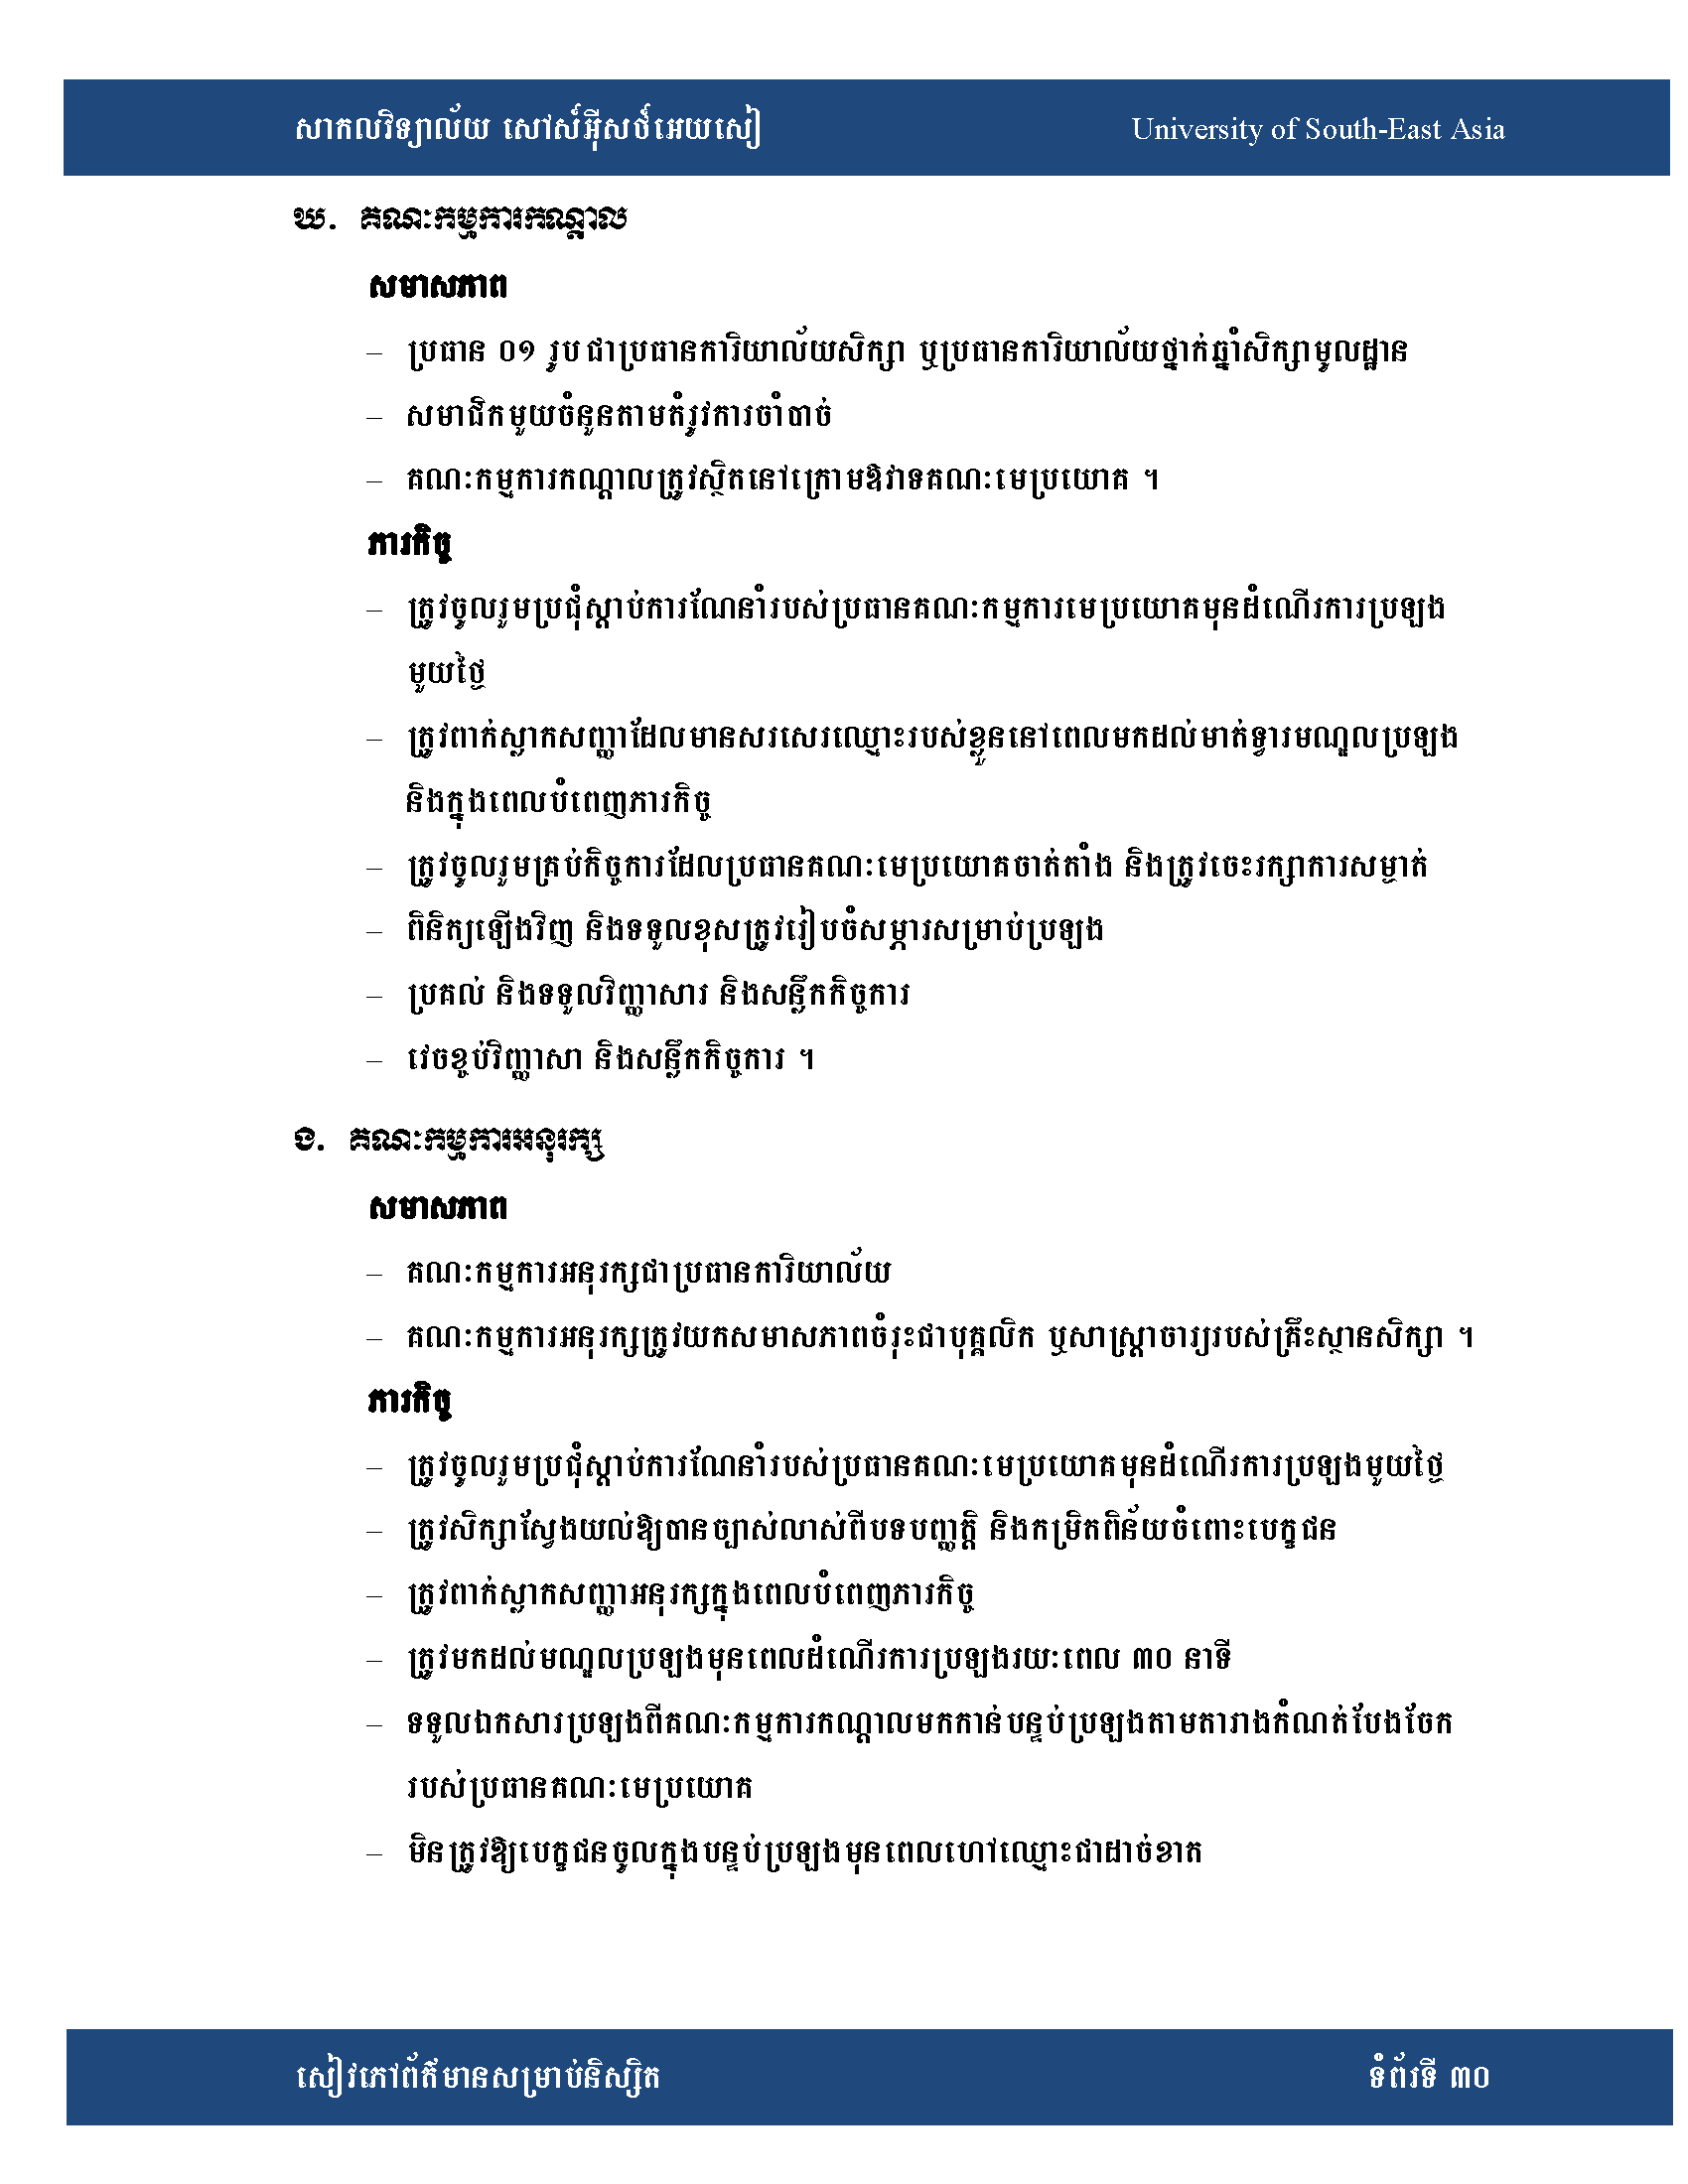 សាកលវិទ្យាល័យ សៅស៍អ៊ីសថ៍អេយសៀ University of South-East Asia
ឃ. គណៈកម្មការកណ្តាល
សមាសភាព
– ប្រធាន ០១ រូប ជាប្រធានការិយាល័យសិក្សា ឬប្រធានការិយាល័យថ្នាក់ឆ្នាំសិក្សាមូលដ្ឋាន
– សមាជិកមួយចំនួនតាមតំរូវការចាំបាច់
– គណៈកម្មការកណ្តាលត្រូវស្ថិតនៅក្រោមឱវាទគណៈមេប្រយោគ ។
ភារកិច្ច
– ត្រូវចូលរួមប្រជុំស្តាប់ការណែនាំរបស់ប្រធានគណៈកម្មការមេប្រយោគមុនដំណើរការប្រឡង
មួយថ្ងៃ
– ត្រូវពាក់ស្លាកសញ្ញាដែលមានសរសេរឈ្មោះរបស់ខ្លួននៅពេលមកដល់មាត់ទ្វារមណ្ឌលប្រឡង
និងក្នុងពេលបំពេញភារកិច្ច
– ត្រូវចូលរួមគ្រប់កិច្ចការដែលប្រធានគណៈមេប្រយោគចាត់តាំង និងត្រូវចេះរក្សាការសម្ងាត់
– ពិនិត្យឡើងវិញ និងទទួលខុសត្រូវរៀបចំសម្ភារសម្រាប់ប្រឡង
– ប្រគល់ និងទទួលវិញ្ញាសារ និងសន្លឹកកិច្ចការ
– វេចខ្ចប់វិញ្ញាសា និងសន្លឹកកិច្ចការ ។
ង. គណៈកម្មការអនុរក្ស
សមាសភាព
– គណៈកម្មការអនុរក្សជាប្រធានការិយាល័យ
– គណៈកម្មការអនុរក្សត្រូវយកសមាសភាពចំរុះជាបុគ្គលិក ឬសាស្ត្រាចារ្យរបស់គ្រឹះស្ថានសិក្សា ។
ភារកិច្ច
– ត្រូវចូលរួមប្រជុំស្តាប់ការណែនាំរបស់ប្រធានគណៈមេប្រយោគមុនដំណើរការប្រឡងមួយថ្ងៃ
– ត្រូវសិក្សាស្វែងយល់ឱ្យបានច្បាស់លាស់ពីបទបញ្ញត្តិ និងកម្រិតពិន័យចំពោះបេក្ខជន
– ត្រូវពាក់ស្លាកសញ្ញាអនុរក្សក្នុងពេលបំពេញភារកិច្ច
– ត្រូវមកដល់មណ្ឌលប្រឡងមុនពេលដំណើរការប្រឡងរយៈពេល ៣០ នាទី
– ទទួលឯកសារប្រឡងពីគណៈកម្មការកណ្តាលមកកាន់បន្ទប់ប្រឡងតាមតារាងកំណត់បែងចែក
របស់ប្រធានគណៈមេប្រយោគ
– មិនត្រូវឱ្យបេក្ខជនចូលក្នុងបន្ទប់ប្រឡងមុនពេលហៅឈ្មោះជាដាច់ខាត
សៀវភៅព័ត៌មានសម្រាប់និស្សិត ទំព័រទី ៣០